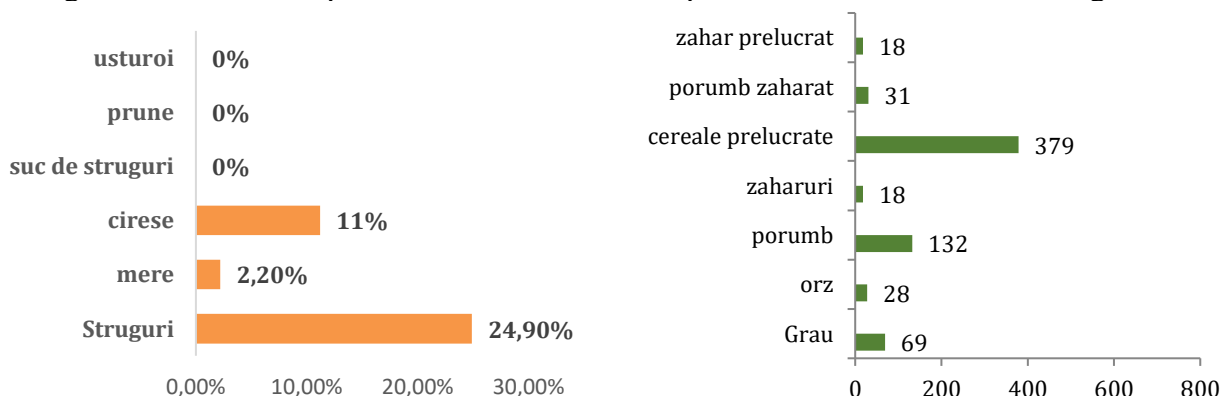 usturoi 0%
prune 0%
suc de struguri 0%
cirese 11%
mere 2,20%
Struguri 24,90%
0,00% 10,00% 20,00% 30,00%
zahar prelucrat 18
porumb zaharat 31
cereale prelucrate 379
zaharuri 18
porumb 132
orz 28
Grau 69
0 200 400 600 800